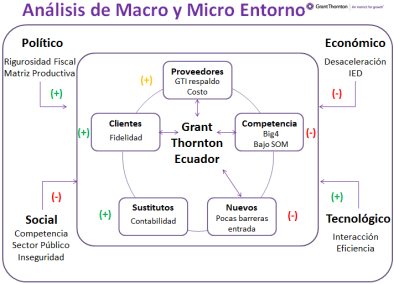 Análisis de Macro y Micro Entorno
Grant Thornton
An instinct for growth
Político
Rigurosidad Fiscal
Matriz Productiva
(+)
Económico
Desaceleración
IED
(-)
(+)
Proveedores
GTI respaldo
Costo
Clientes
Fidelidad
(+)
Grant
Thornton
Ecuador
Competencia
Big4
Bajo SOM
(-)
(-)
Social
Competencia
Sector Público
Inseguridad
(+)
Sustitutos
Contabilidad
Nuevos
Pocas barreras
entrada
(-)
(+)
Tecnológico
Interacción
Eficiencia